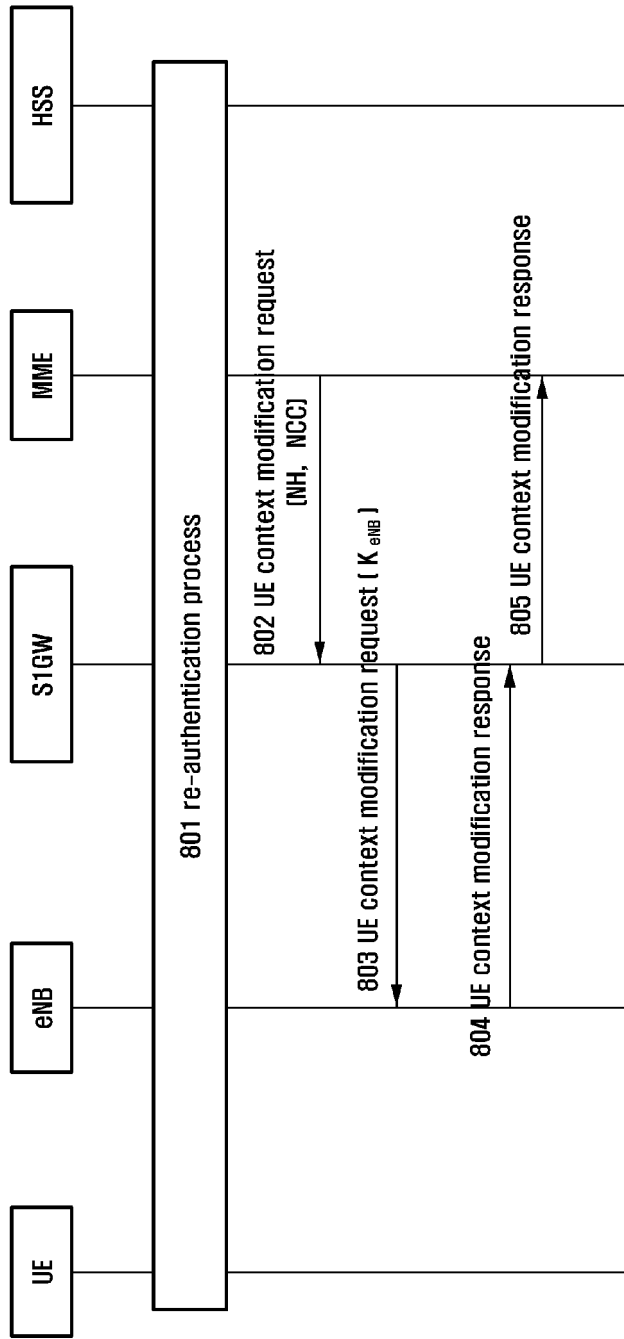 UE
eNB
S1GW
MME
HSS
801 re-authentication process
802 UE context modification request
[NH, NCC]
803 UE context modification request [ K eNB ]
804 UE context modification response
805 UE context modification response